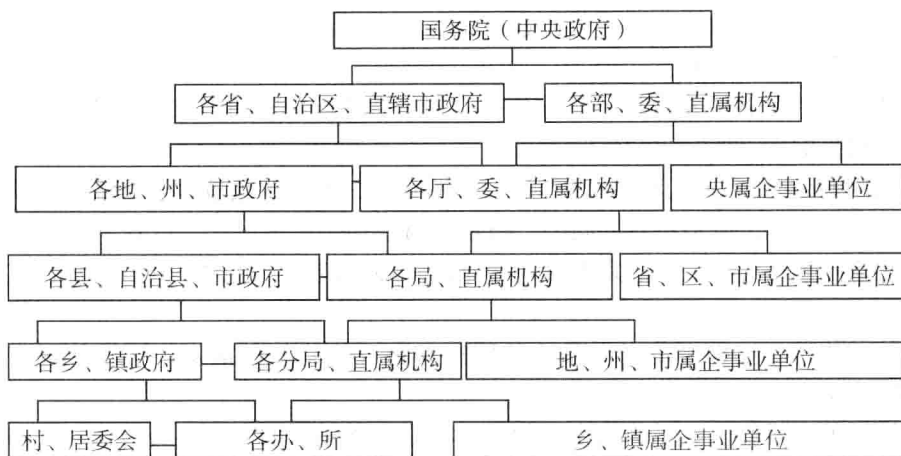 国务院（中央政府）
各省、自治区、直辖市政府
各部、委、直属机构
各地、州、市政府
各厅、委、直属机构
央属企事业单位
各县、自治县、市政府
各局、直属机构
省、区、市属企事业单位
各乡、镇政府
各分局、直属机构
地、州、市属企事业单位
村、居委会
各办、所
乡、镇属企事业单位